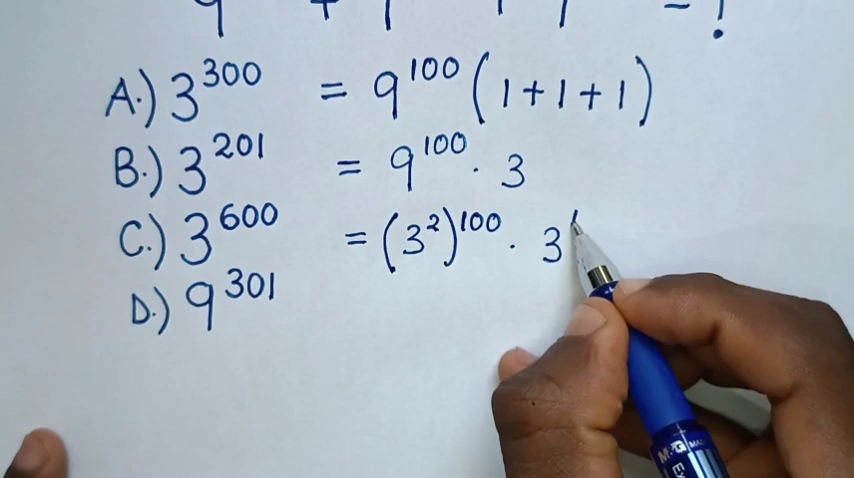 A.) 3^300 = 9^100 (1+1+1)
B.) 3^201 = 9^100 · 3
C.) 3^600 = (3^2)^100 · 3^1
D.) 9^301
M&G